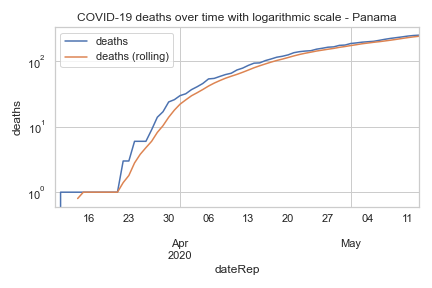 COVID-19 deaths over time with logarithmic scale - Panama
deaths
deaths (rolling)
deaths
10²
10¹
10⁰
16 23 30 06 13 20 27 04 11
Apr May
2020
dateRep